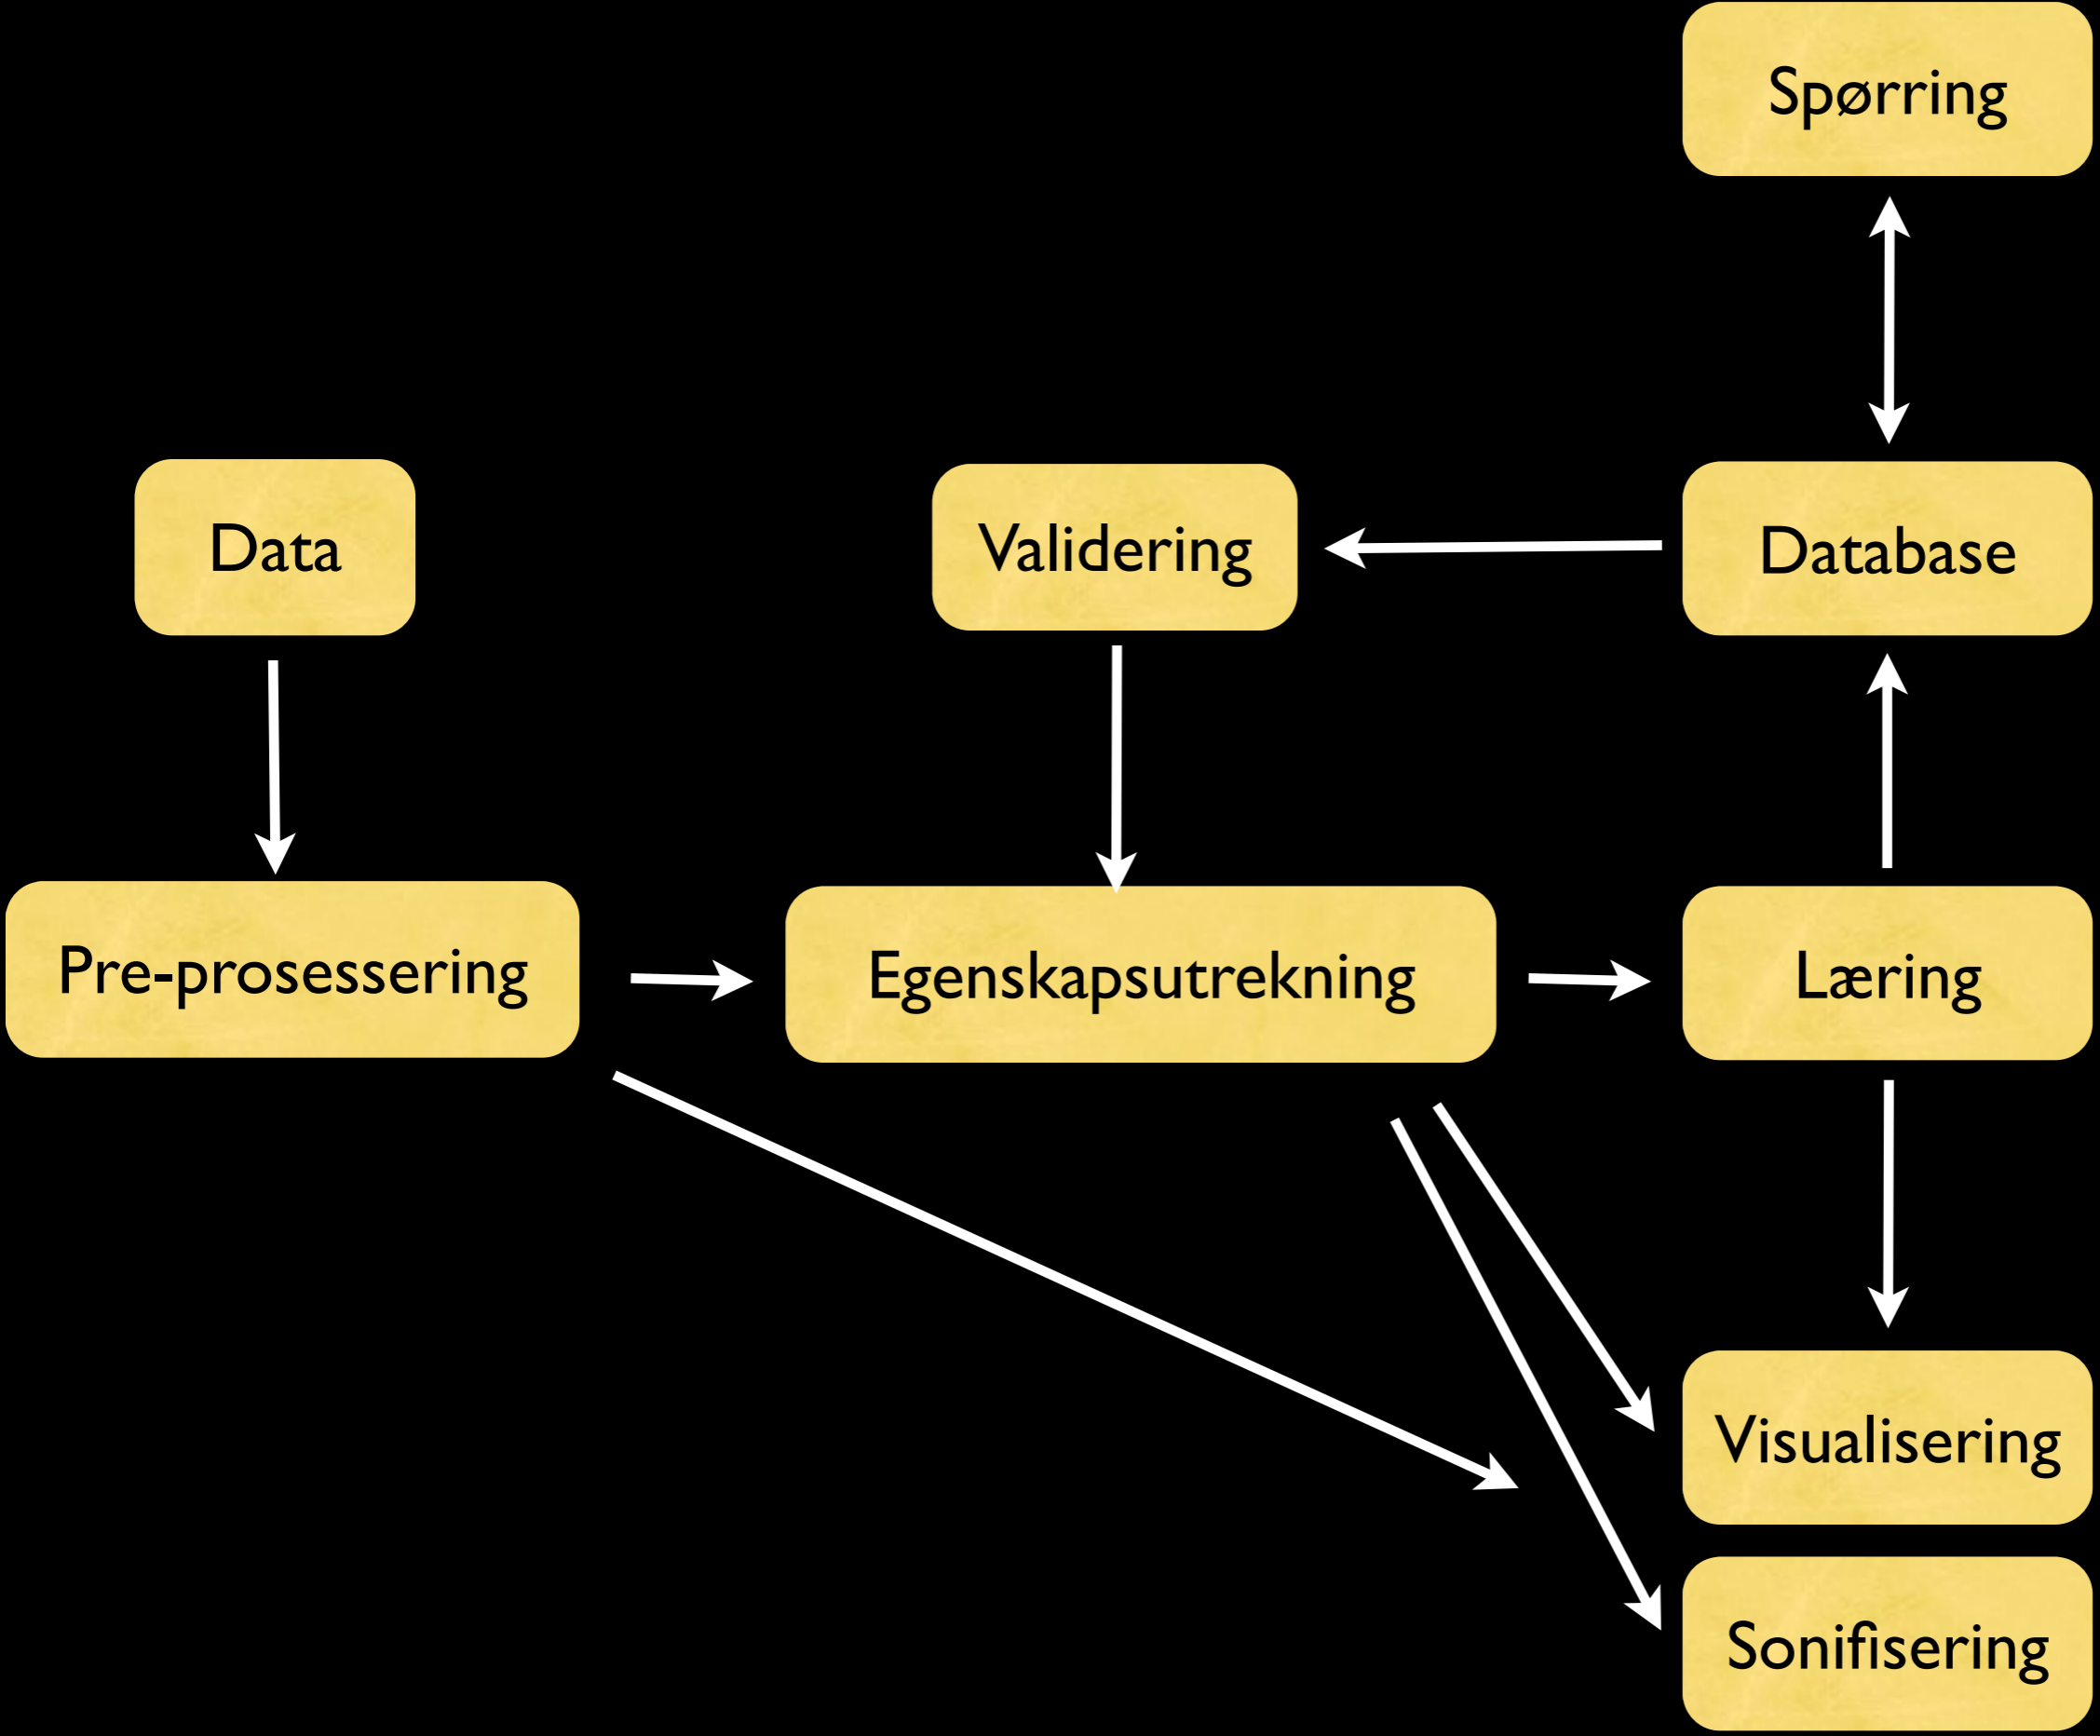 Spørring
Data
Validering
Database
Pre-prosessering
Egenskapsutrekning
Læring
Visualisering
Sonifisering